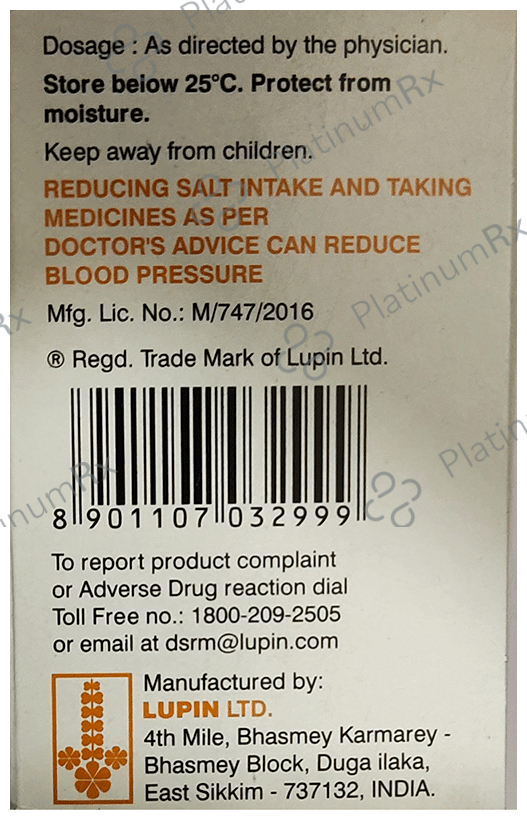 Dosage : As directed by the physician.
Store below 25°C. Protect from
moisture.
Keep away from children.
REDUCING SALT INTAKE AND TAKING
MEDICINES AS PER
DOCTOR'S ADVICE CAN REDUCE
BLOOD PRESSURE
Mfg. Lic. No.: M/747/2016
® Regd. Trade Mark of Lupin Ltd.
8 901107 032999
To report product complaint
or Adverse Drug reaction dial
Toll Free no.: 1800-209-2505
or email at dsrm@lupin.com
Manufactured by:
LUPIN LTD.
4th Mile, Bhasmey Karmarey -
Bhasmey Block, Duga ilaka,
East Sikkim - 737132, INDIA.
PlatinumRx
PlatinumRx
PlatinumRx